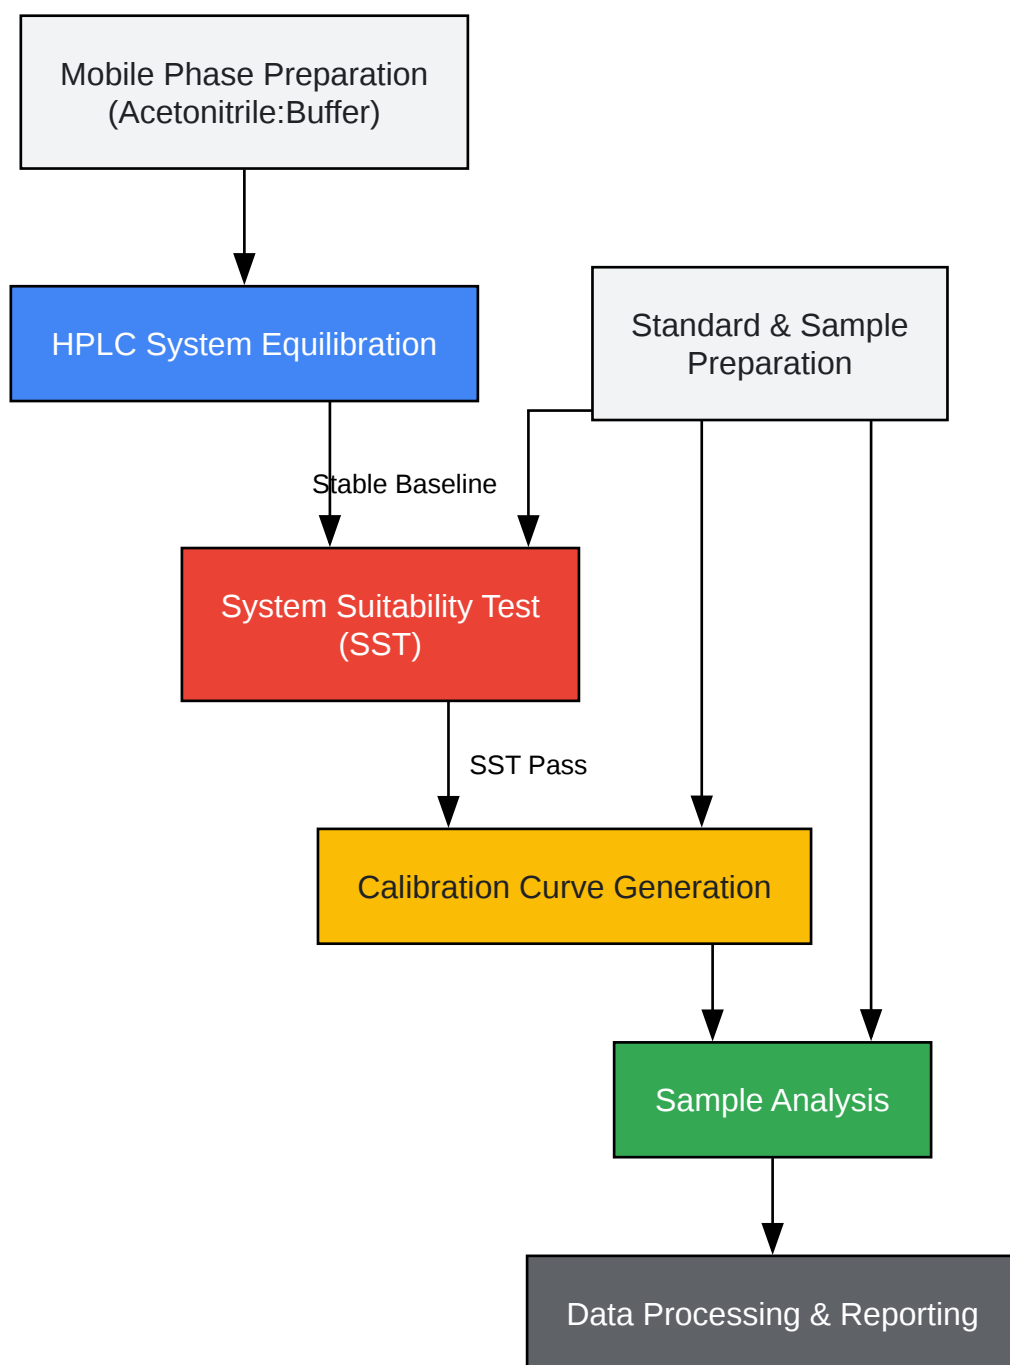 Mobile Phase Preparation
(Acetonitrile:Buffer)
HPLC System Equilibration
Standard & Sample
Preparation
Stable Baseline
System Suitability Test
(SST)
SST Pass
Calibration Curve Generation
Sample Analysis
Data Processing & Reporting